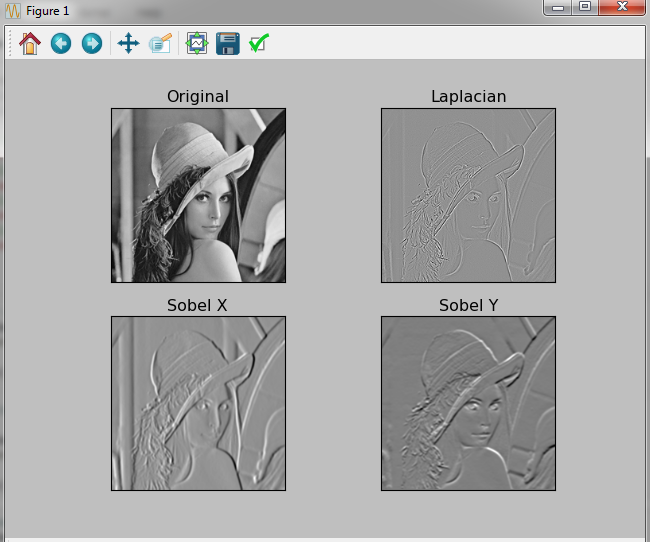 Figure 1
Original
Laplacian
Sobel X
Sobel Y